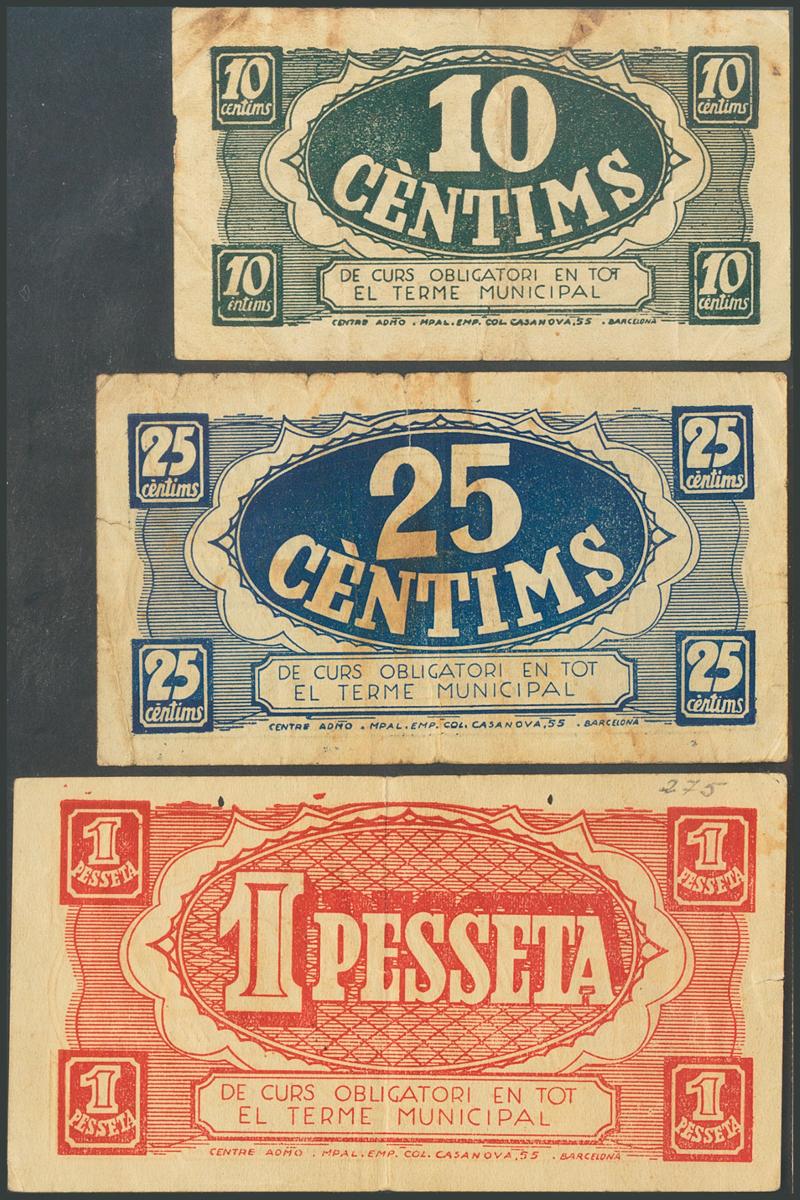 10 10
cèntims cèntims
10
CÈNTIMS
10 10
èntims cèntims
DE CURS OBLIGATORI EN TOT
EL TERME MUNICIPAL
CENTRE ADMO . MPAL. EMP. COL. CASANOVA, 55 . BARCELONA
25 25
cèntims cèntims
25
CÈNTIMS
25 25
cèntims cèntims
DE CURS OBLIGATORI EN TOT
EL TERME MUNICIPAL
CENTRE ADMO . MPAL. EMP. COL. CASANOVA, 55 . BARCELONA
275
1 1
PESSETA PESSETA
1 PESSETA
1 1
PESSETA PESSETA
DE CURS OBLIGATORI EN TOT
EL TERME MUNICIPAL
CENTRE ADMO . MPAL. EMP. COL. CASANOVA, 55 . BARCELONA